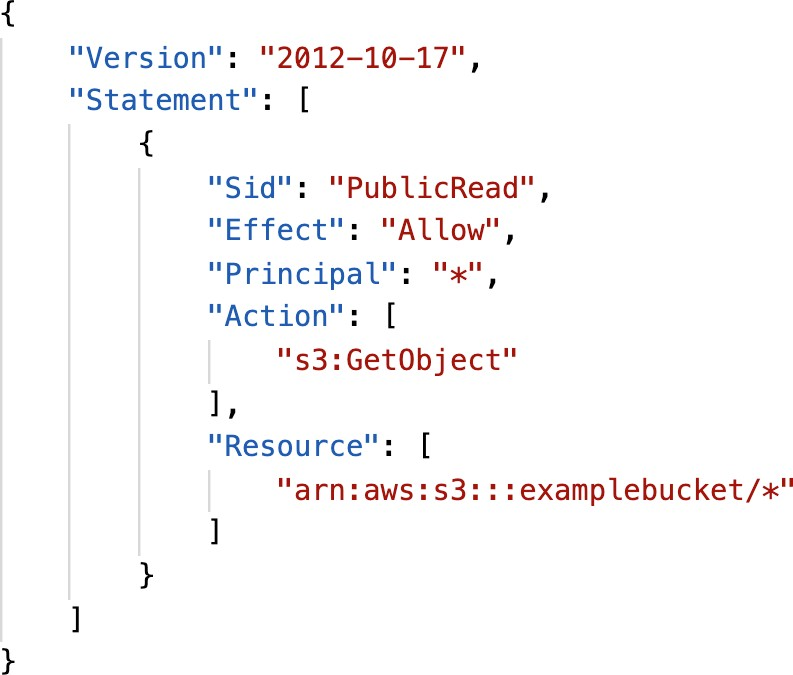 {
    "Version": "2012-10-17",
    "Statement": [
        {
            "Sid": "PublicRead",
            "Effect": "Allow",
            "Principal": "*",
            "Action": [
                "s3:GetObject"
            ],
            "Resource": [
                "arn:aws:s3:::examplebucket/*"
            ]
        }
    ]
}